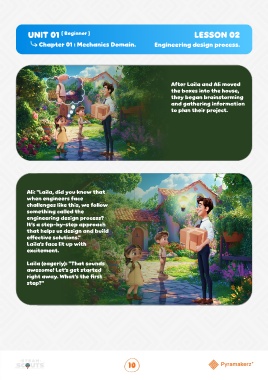 UNIT 01 [ Beginner ]
LESSON 02
Chapter 01 : Mechanics Domain.
Engineering design process.
After Laila and Ali moved
the boxes into the house,
they began brainstorming
and gathering information
to plan their project.
Ali: "Laila, did you know that
when engineers face
challenges like this, we follow
something called the
engineering design process?
It's a step-by-step approach
that helps us design and build
effective solutions."
Laila's face lit up with
excitement.
Laila (eagerly): "That sounds
awesome! Let's get started
right away. What's the first
step?"
10
Pyramakerz